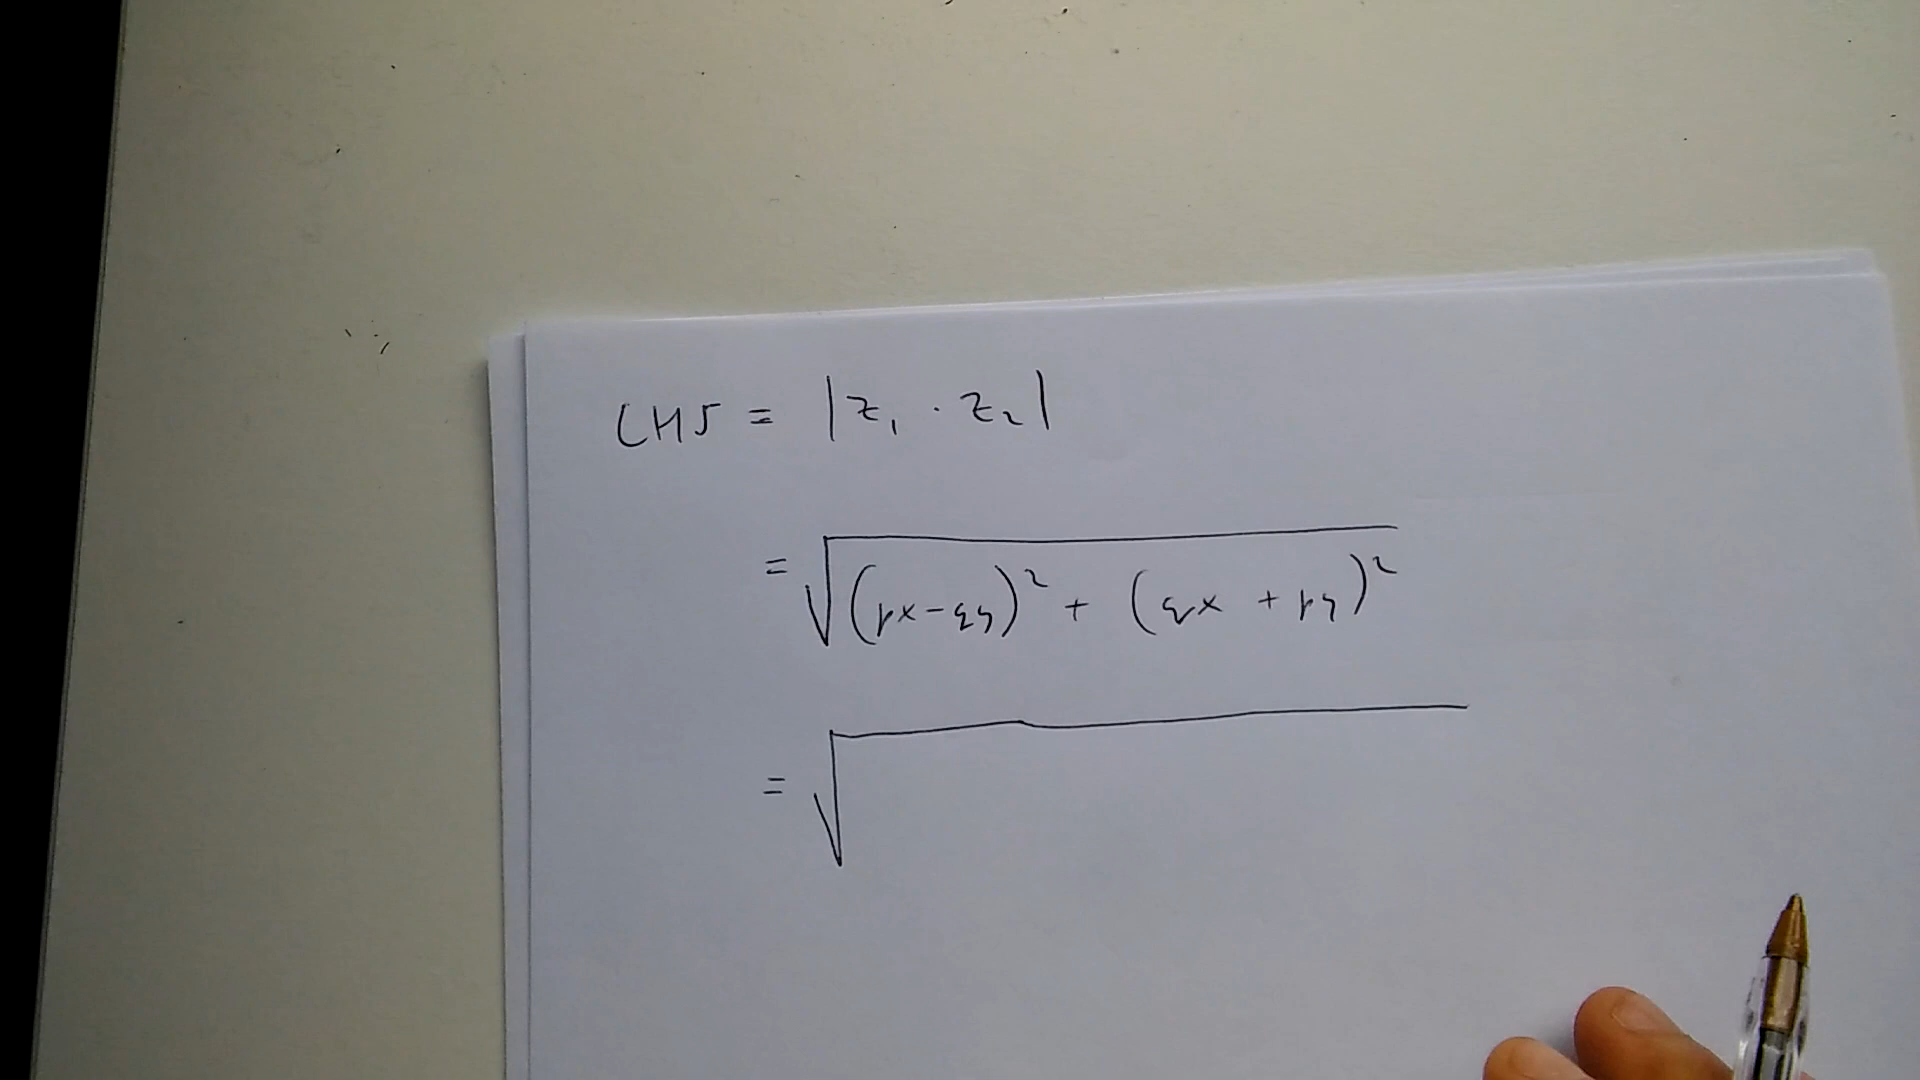 LHS = |z₁ · z₂|
= √((px-qy)² + (qx + py)²)
= √